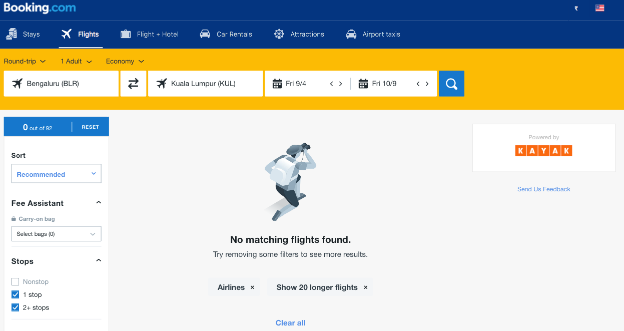 Booking.com
₹
Stays
Flights
Flight + Hotel
Car Rentals
Attractions
Airport taxis
Round-trip
1 Adult
Economy
Bengaluru (BLR)
Kuala Lumpur (KUL)
Fri 9/4
Fri 10/9
0 out of 92
RESET
Sort
Recommended
Fee Assistant
Carry-on bag
Select bags (0)
Stops
Nonstop
1 stop
2+ stops
No matching flights found.
Try removing some filters to see more results.
Airlines ×
Show 20 longer flights ×
Clear all
Powered by
KAYAK
Send Us Feedback